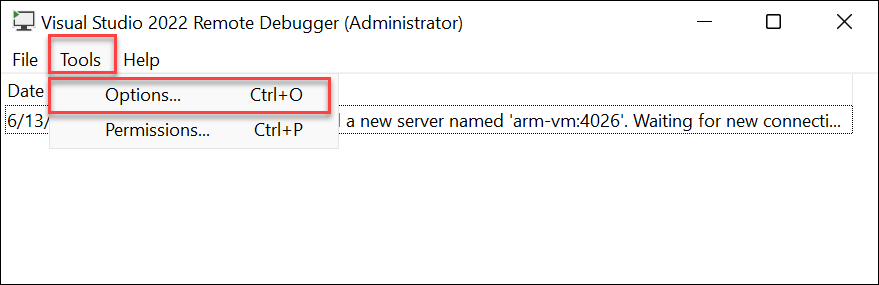 Visual Studio 2022 Remote Debugger (Administrator)
File Tools Help
Date
Options... Ctrl+O
6/13/ a new server named 'arm-vm:4026'. Waiting for new connecti...
Permissions... Ctrl+P